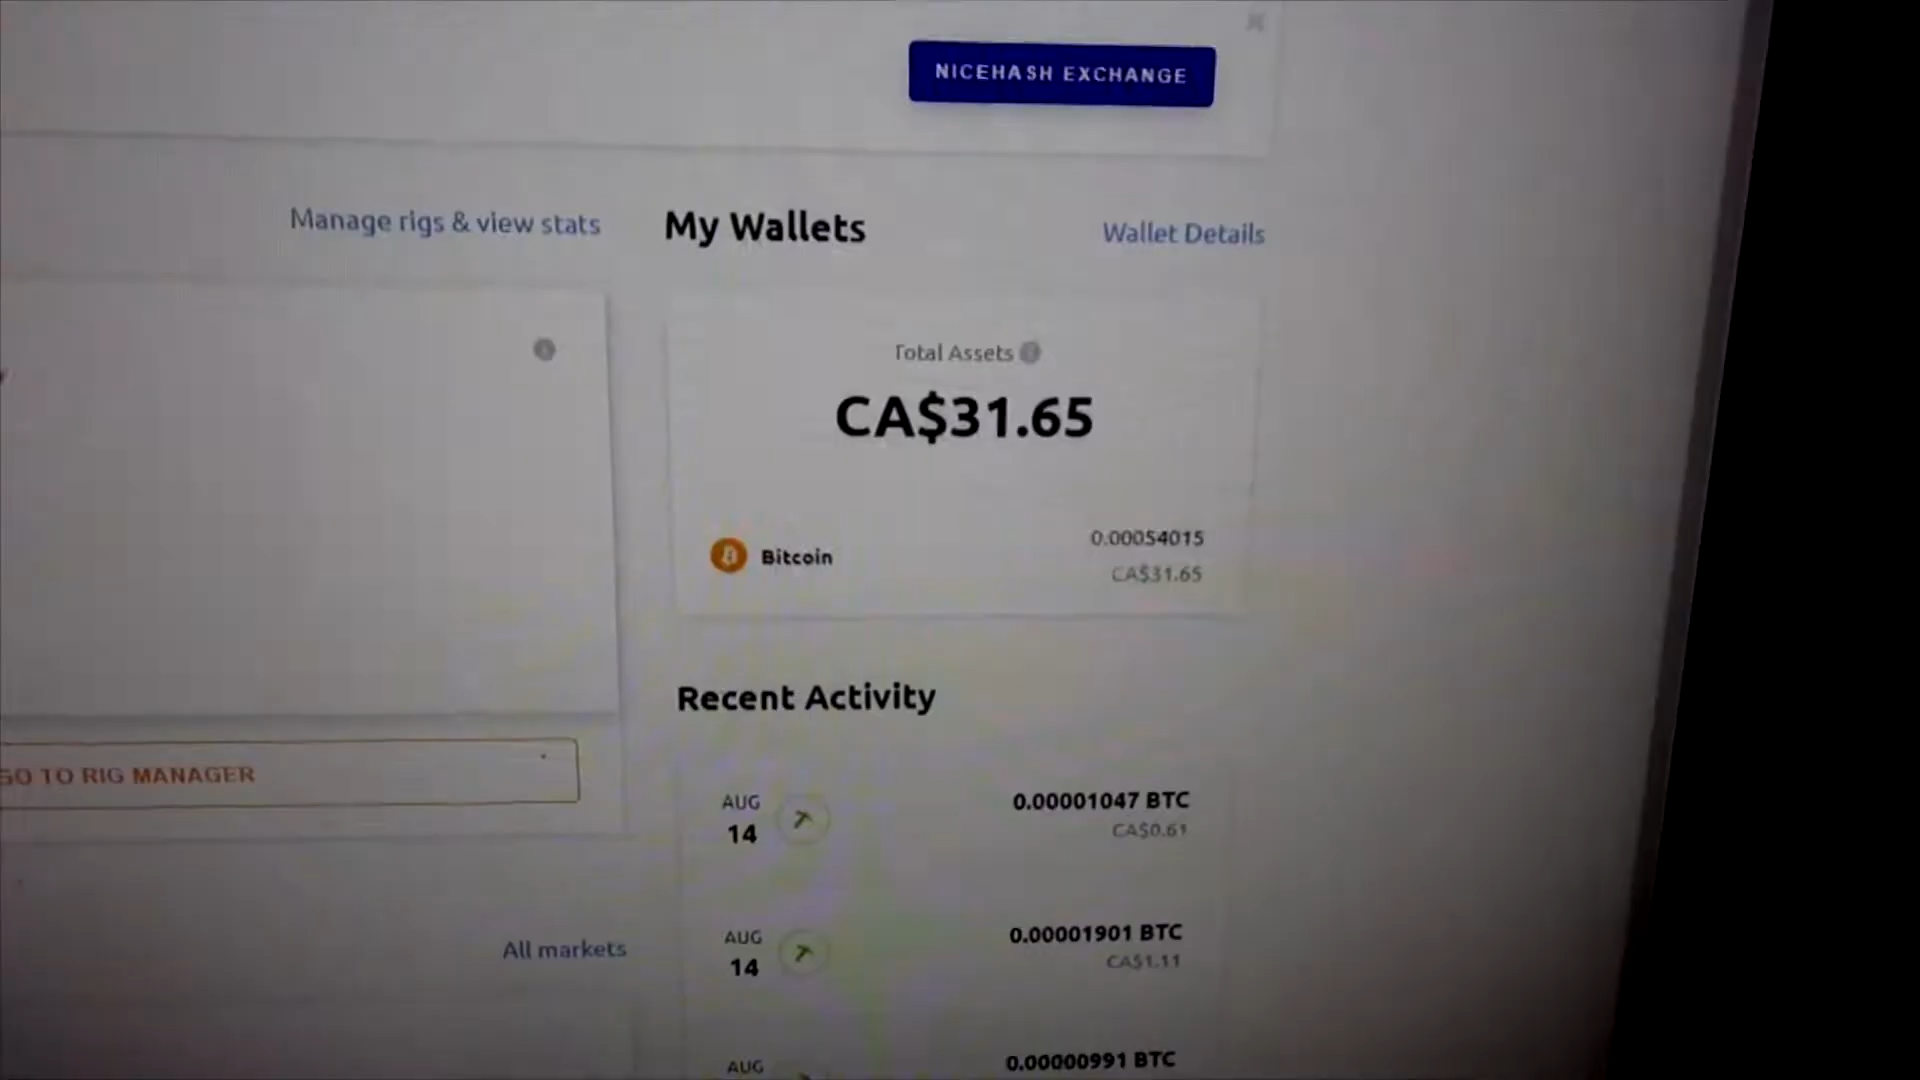 NICEHASH EXCHANGE
Manage rigs & view stats
My Wallets
Wallet Details
Total Assets
CA$31.65
Bitcoin
0.00054015
CA$31.65
Recent Activity
GO TO RIG MANAGER
AUG
14
0.00001047 BTC
CA$0.61
All markets
AUG
14
0.00001901 BTC
CA$1.11
AUG
0.00000991 BTC